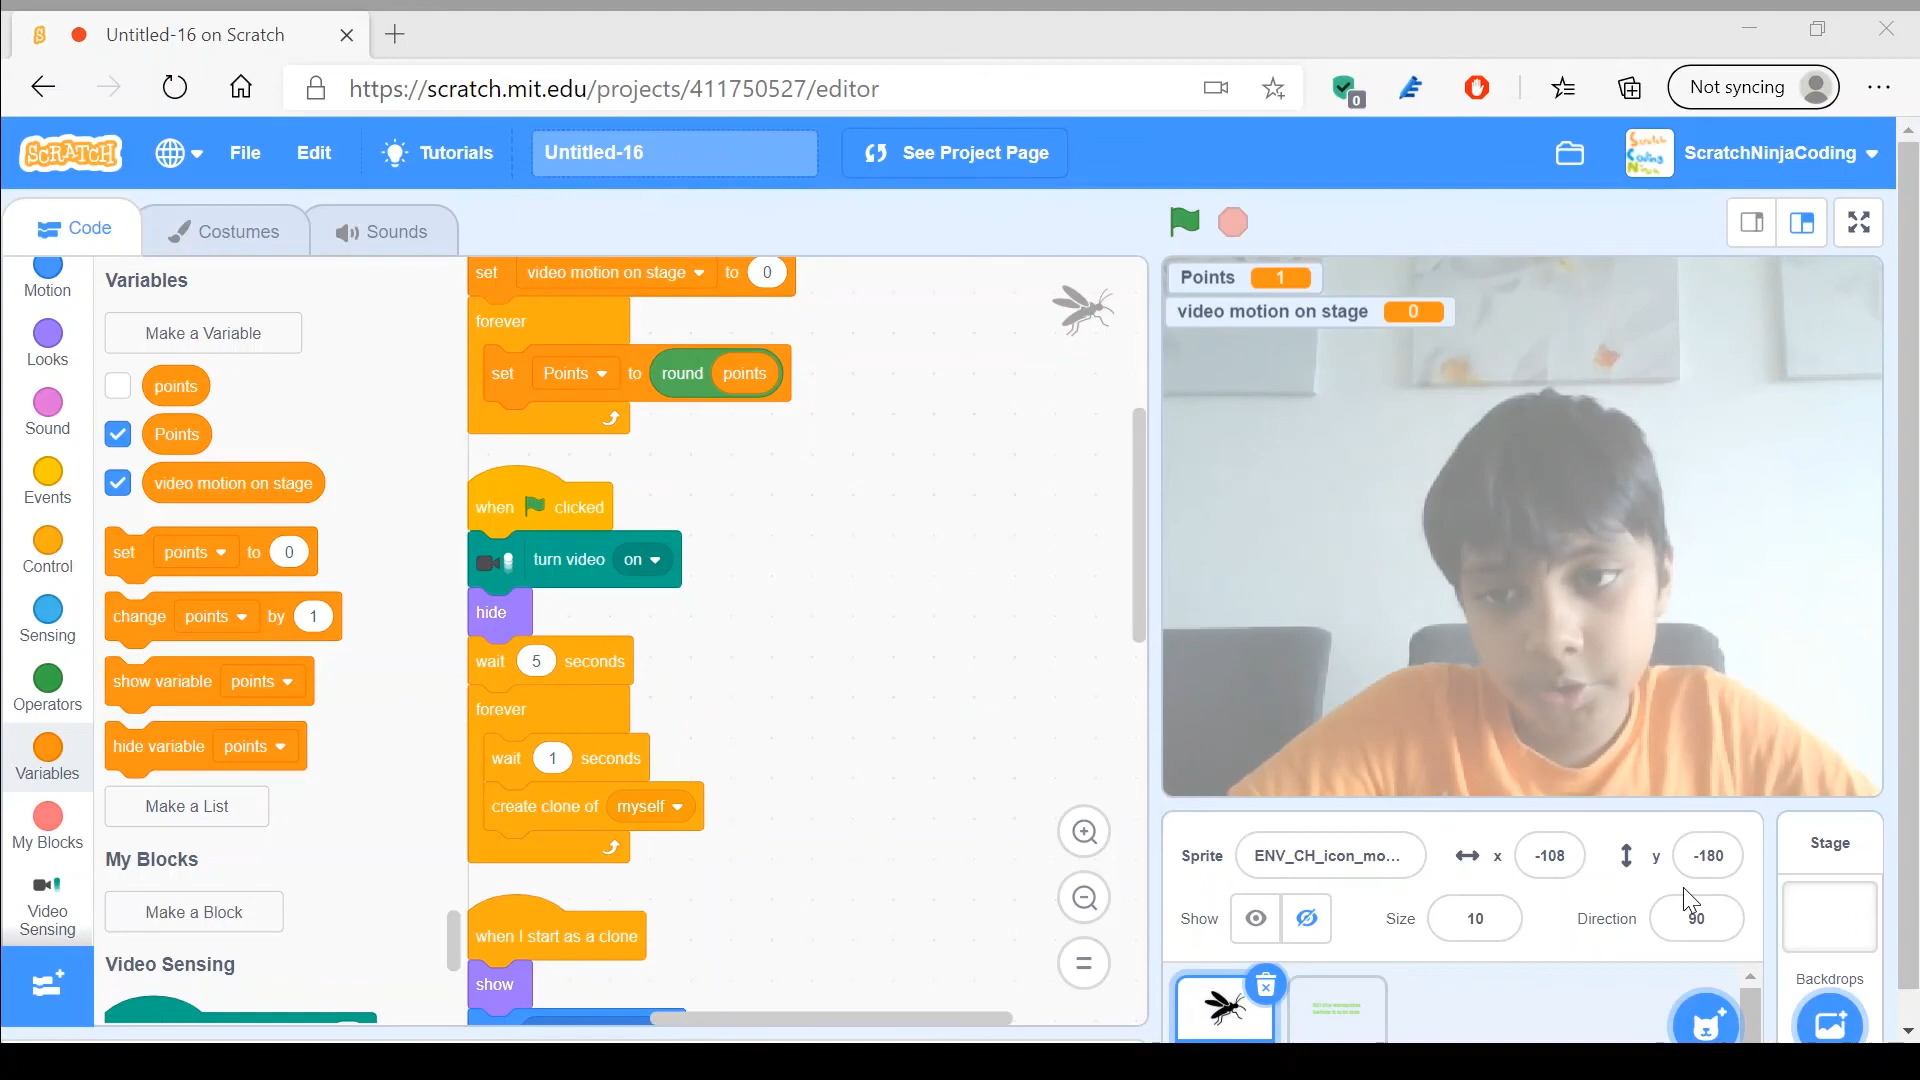 Untitled-16 on Scratch
https://scratch.mit.edu/projects/411750527/editor
0
Not syncing
SCRATCH
File
Edit
Tutorials
Untitled-16
See Project Page
Scratch
Coding
Ninja
ScratchNinjaCoding
Code
Costumes
Sounds
Motion
Looks
Sound
Events
Control
Sensing
Operators
Variables
My Blocks
Video
Sensing
Variables
Make a Variable
points
Points
video motion on stage
set points to 0
change points by 1
show variable points
hide variable points
Make a List
My Blocks
Make a Block
Video Sensing
set video motion on stage to 0
forever
set Points to round points
when clicked
turn video on
hide
wait 5 seconds
forever
wait 1 seconds
create clone of myself
when I start as a clone
show
Points 1
video motion on stage 0
Sprite ENV_CH_icon_mo... x -108 y -180
Show Size 10 Direction 90
Stage
Backdrops